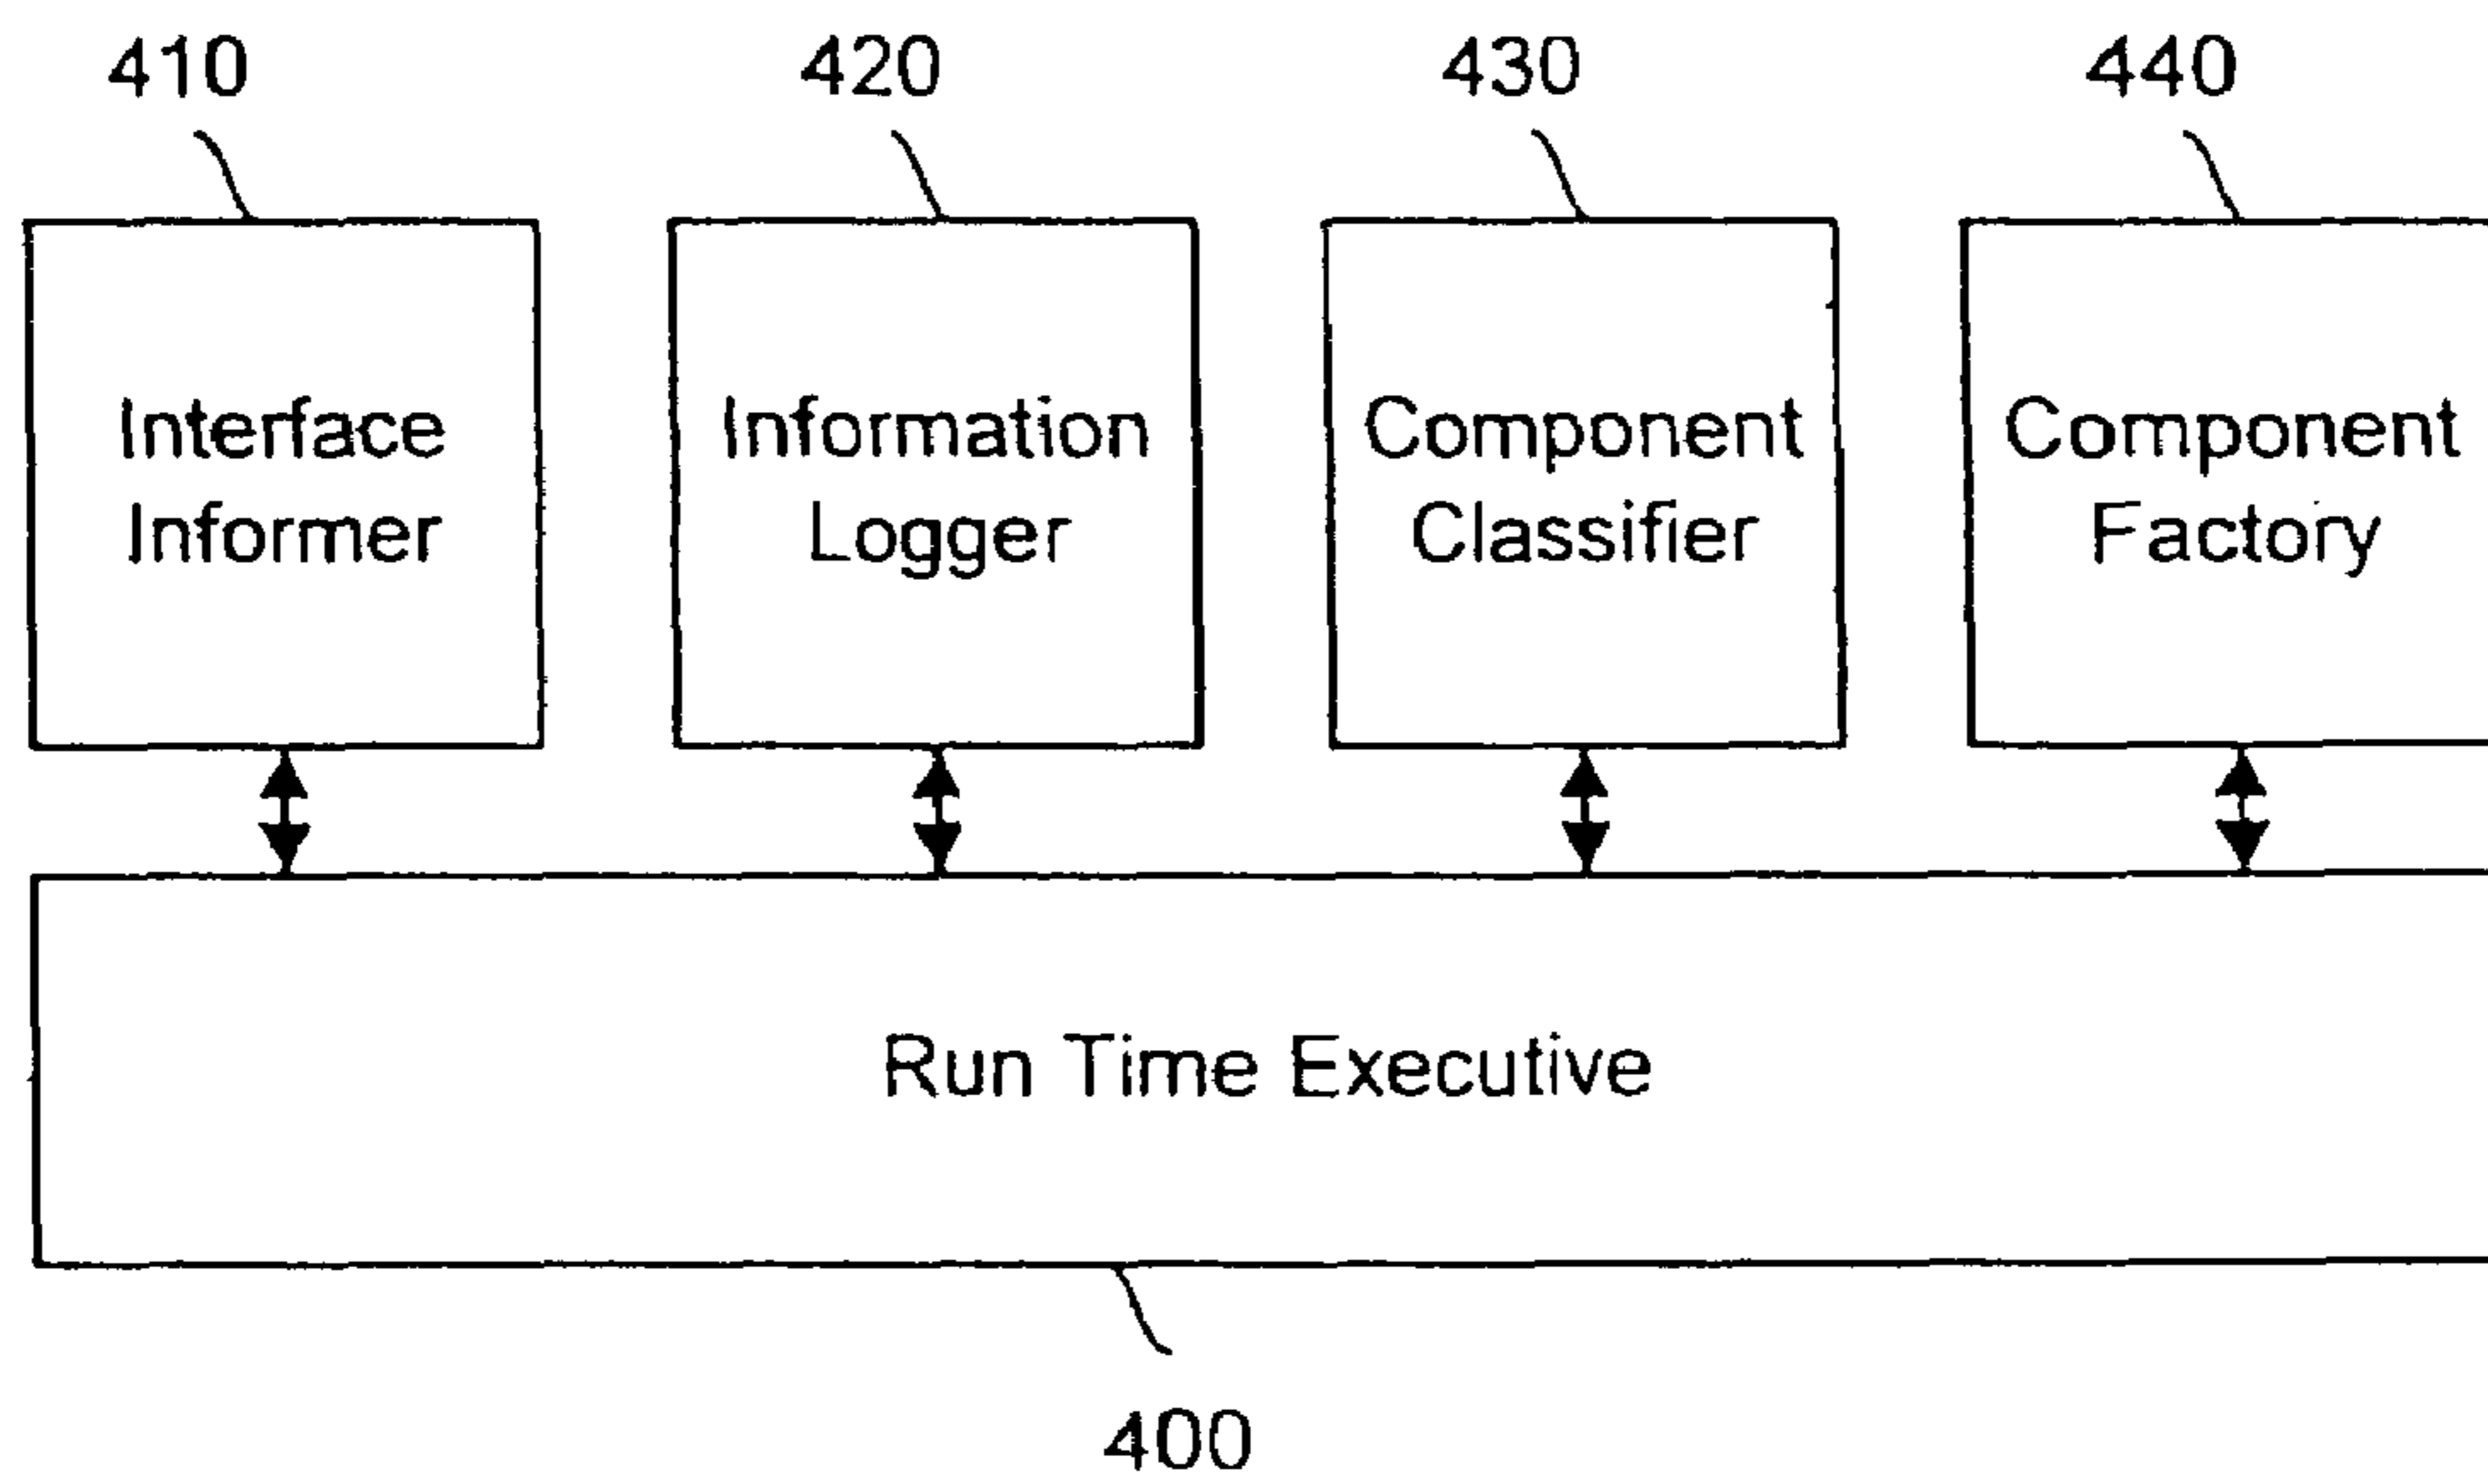 410
420
430
440
Interface
Informer
Information
Logger
Component
Classifier
Component
Factory
Run Time Executive
400